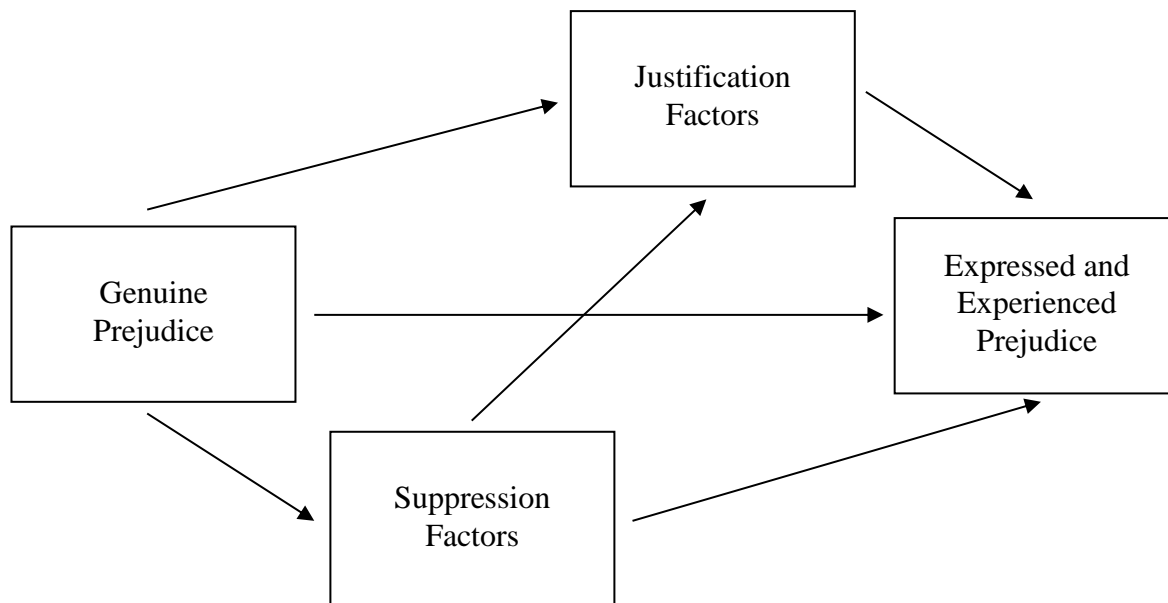 Justification
Factors
Genuine
Prejudice
Expressed and
Experienced
Prejudice
Suppression
Factors